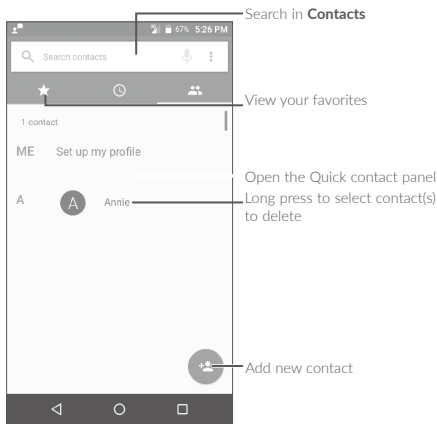 67% 5:26 PM
Search in Contacts
Search contacts
View your favorites
1 contact
ME Set up my profile
Open the Quick contact panel
A A Annie
Long press to select contact(s)
to delete
Add new contact